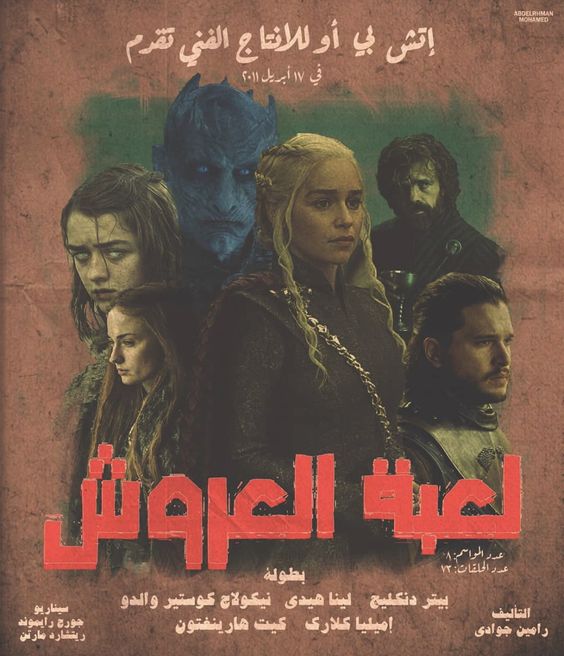 ABDELRHMAN
MOHAMED
إتش بي أو للانتاج الفني تقدم
في ١٧ أبريل ٢٠١١
لعبة العروش
عدد المواسم: ٨
عدد الحلقات: ٧٣
بطولة
بيتر دنكليج لينا هيدى نيكولاج كوستير والدو
إميليا كلارك كيت هارينغتون
التأليف
رامين جوادى
سيناريو
جورج رايموند
ريتشارد مارتن